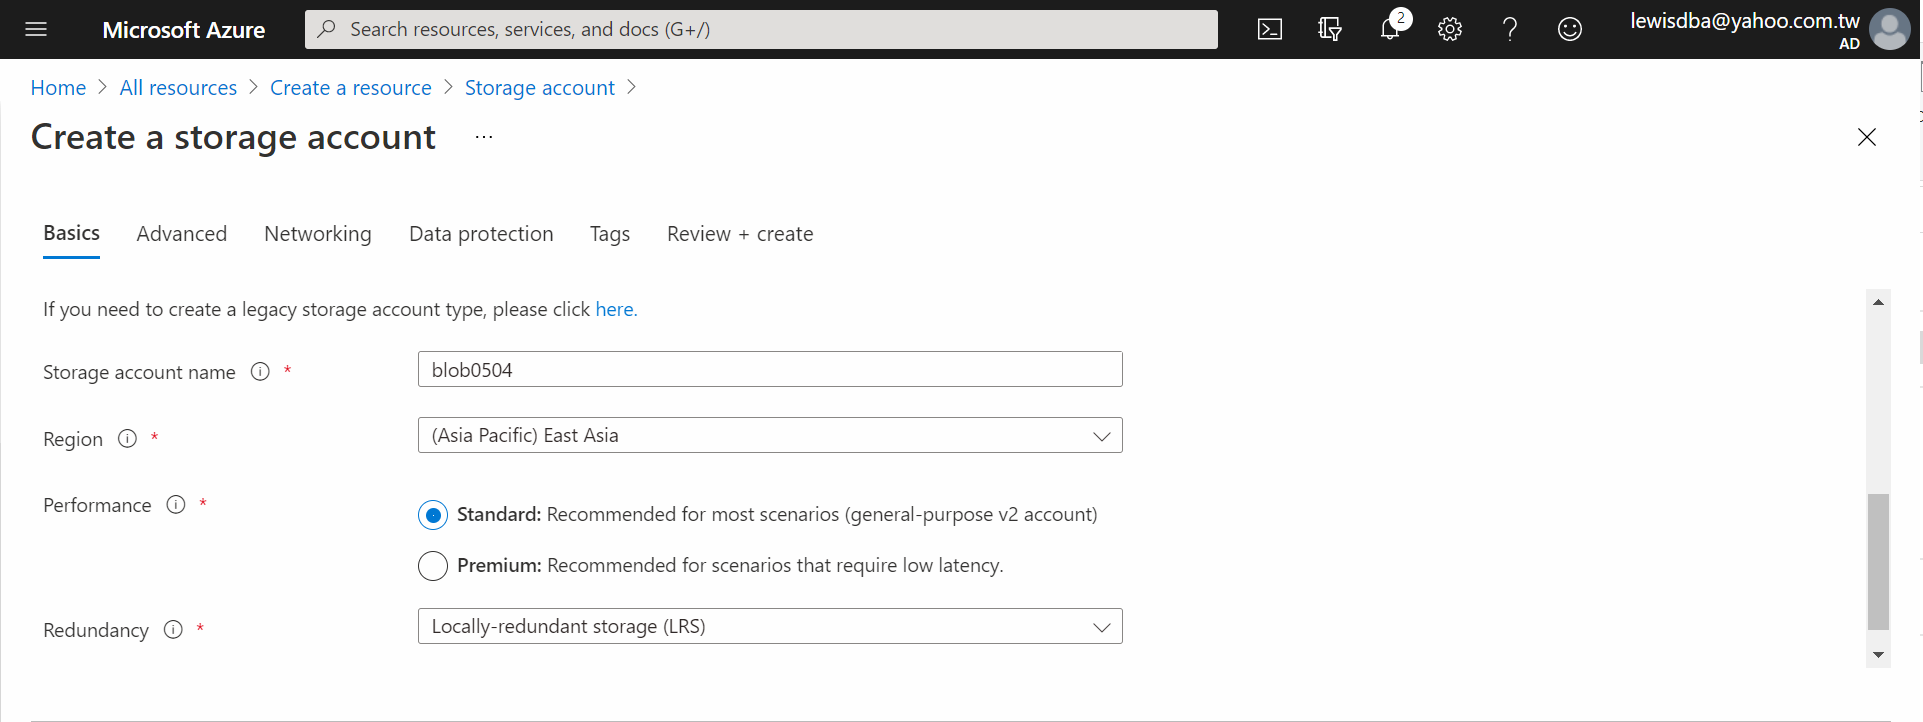 Microsoft Azure
Search resources, services, and docs (G+/)
2
lewisdba@yahoo.com.tw
AD
Home > All resources > Create a resource > Storage account >
Create a storage account ...
Basics Advanced Networking Data protection Tags Review + create
If you need to create a legacy storage account type, please click here.
Storage account name * blob0504
Region * (Asia Pacific) East Asia
Performance * Standard: Recommended for most scenarios (general-purpose v2 account)
Premium: Recommended for scenarios that require low latency.
Redundancy * Locally-redundant storage (LRS)